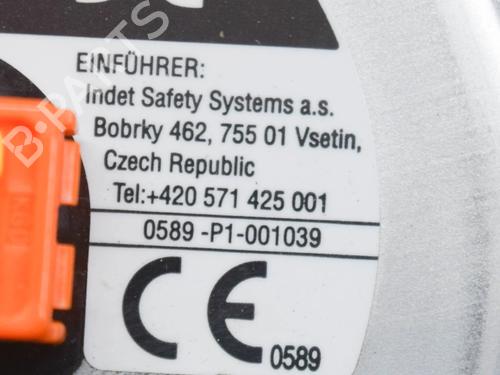 EINFÜHRER:
Indet Safety Systems a.s.
Bobrky 462, 755 01 Vsetin,
Czech Republic
Tel:+420 571 425 001
0589 -P1-001039
CE 0589
B-PARTS